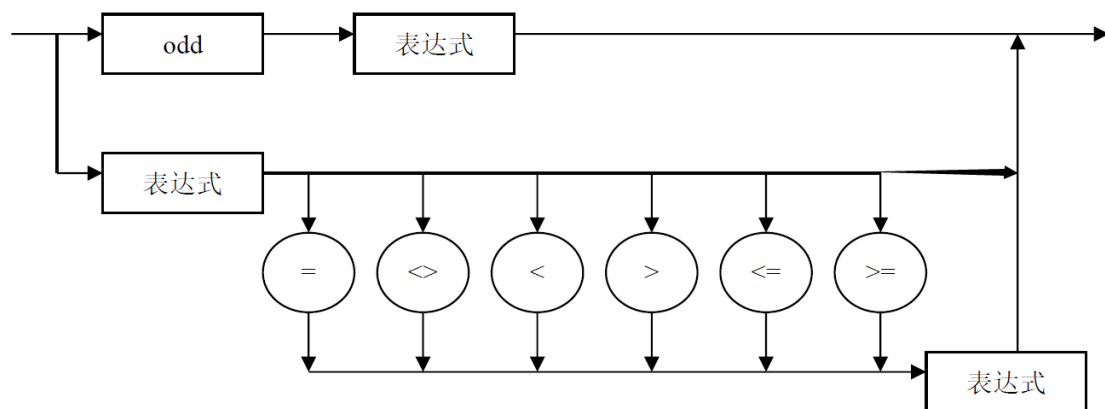 odd
表达式
表达式
=
<>
<
>
<=
>=
表达式